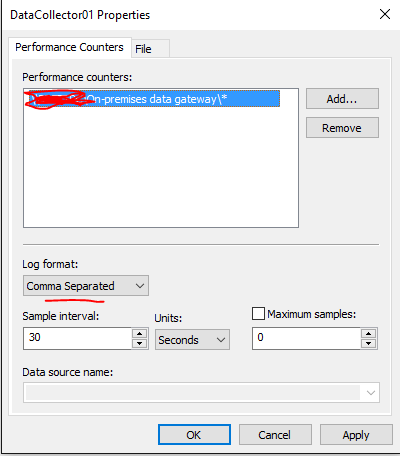 DataCollector01 Properties
Performance Counters
File
Performance counters:
On-premises data gateway\*
Add...
Remove
Log format:
Comma Separated
Sample interval:
Units:
Maximum samples:
30
Seconds
0
Data source name:
OK
Cancel
Apply